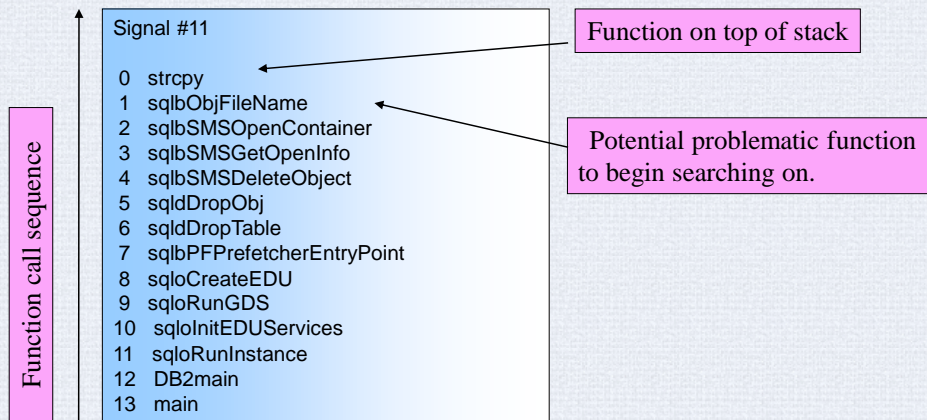 Signal #11
0 strcpy
1 sqlbObjFileName
2 sqlbSMSOpenContainer
3 sqlbSMSGetOpenInfo
4 sqlbSMSDeleteObject
5 sqldDropObj
6 sqldDropTable
7 sqlbPFPrefetcherEntryPoint
8 sqloCreateEDU
9 sqloRunGDS
10 sqloInitEDUServices
11 sqloRunInstance
12 DB2main
13 main
Function call sequence
Function on top of stack
Potential problematic function
to begin searching on.